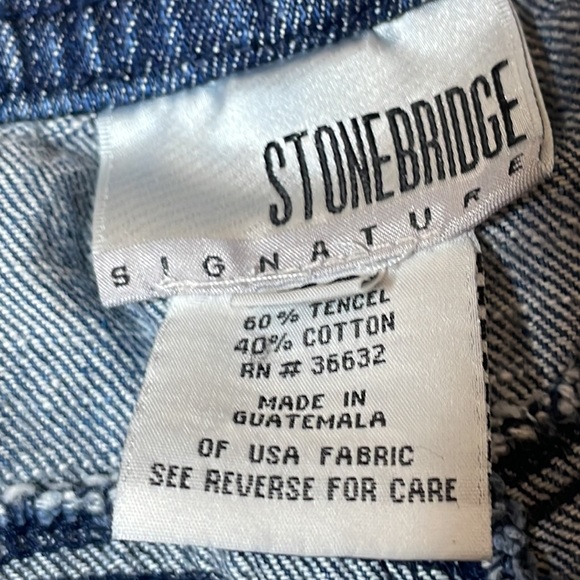 STONEBRIDGE
SIGNATURE
60% TENCEL
40% COTTON
RN # 36632
MADE IN
GUATEMALA
OF USA FABRIC
SEE REVERSE FOR CARE